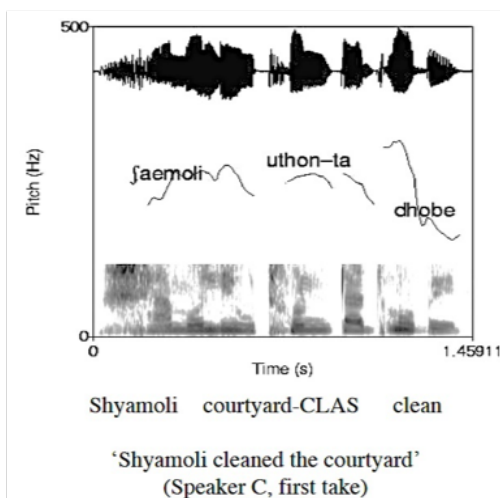 500
Pitch (Hz)
ʃaemoli
uthon–ta
dhobe
0
0
1.45911
Time (s)
Shyamoli courtyard-CLAS clean
‘Shyamoli cleaned the courtyard’
(Speaker C, first take)